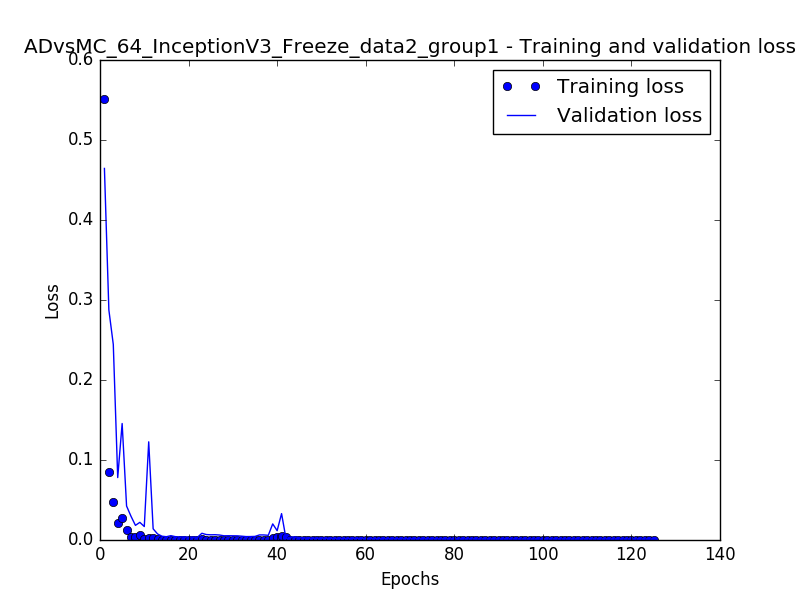 ADvsMC_64_InceptionV3_Freeze_data2_group1 - Training and validation loss
0.6
Training loss
Validation loss
0.5
0.4
0.3
0.2
0.1
0.0
Loss
0 20 40 60 80 100 120 140
Epochs